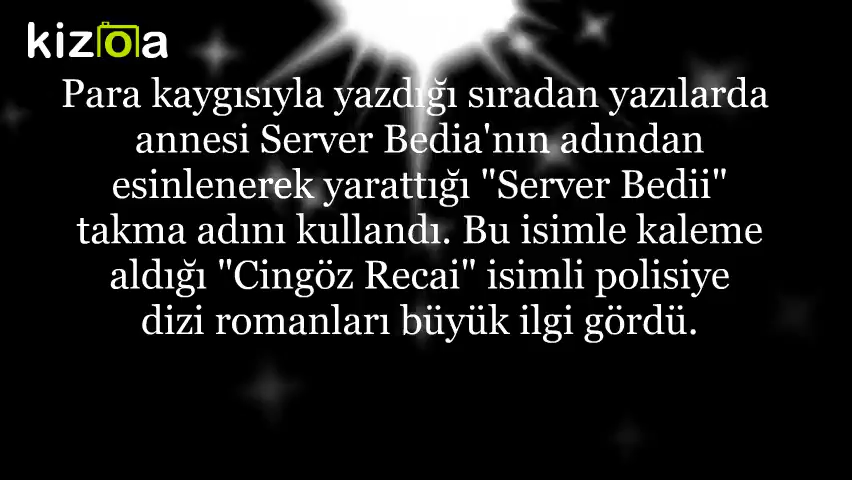 kizoa
Para kaygısıyla yazdığı sıradan yazılarda
annesi Server Bedia'nın adından
esinlenerek yarattığı "Server Bedii"
takma adını kullandı. Bu isimle kaleme
aldığı "Cingöz Recai" isimli polisiye
dizi romanları büyük ilgi gördü.